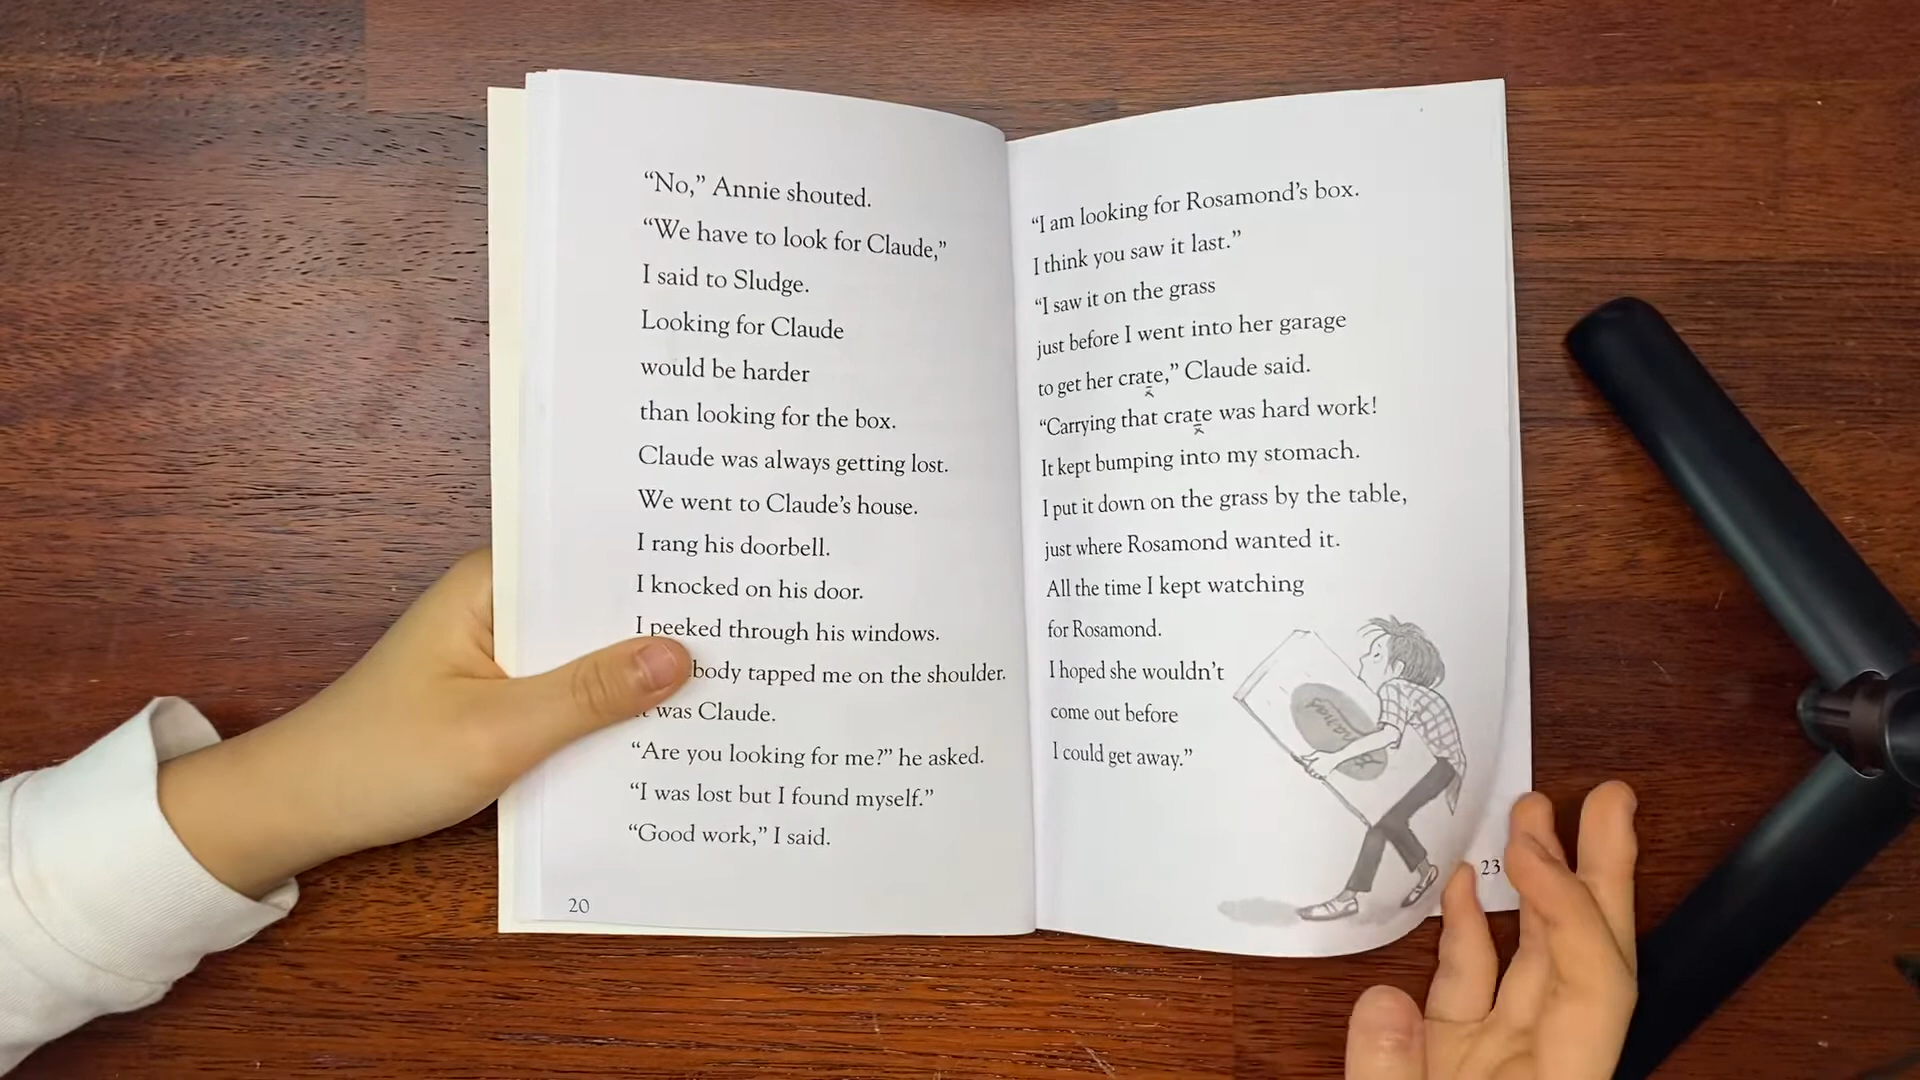 “No,” Annie shouted.
“We have to look for Claude,”
I said to Sludge.
Looking for Claude
would be harder
than looking for the box.
Claude was always getting lost.
We went to Claude’s house.
I rang his doorbell.
I knocked on his door.
I peeked through his windows.
body tapped me on the shoulder.
was Claude.
“Are you looking for me?” he asked.
“I was lost but I found myself.”
“Good work,” I said.
20
“I am looking for Rosamond’s box.
I think you saw it last.”
“I saw it on the grass
just before I went into her garage
to get her crate,” Claude said.
“Carrying that crate was hard work!
It kept bumping into my stomach.
I put it down on the grass by the table,
just where Rosamond wanted it.
All the time I kept watching
for Rosamond.
I hoped she wouldn’t
come out before
I could get away.”
23